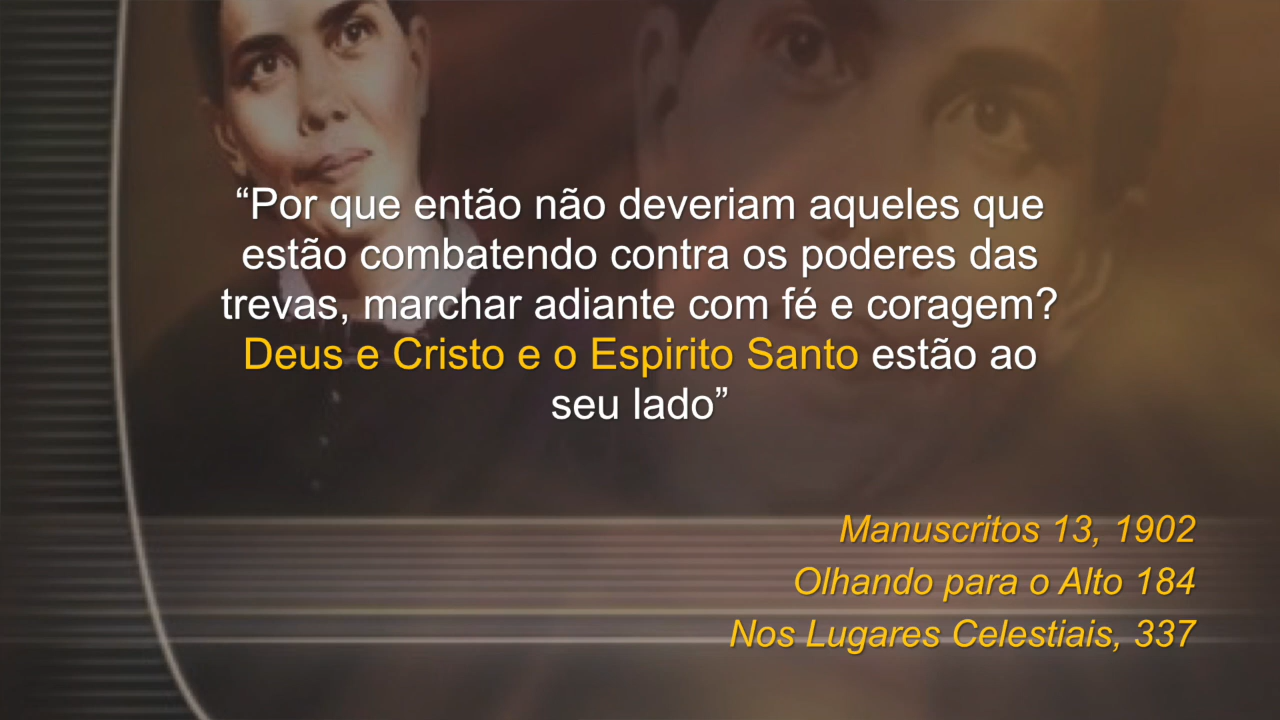 “Por que então não deveriam aqueles que
estão combatendo contra os poderes das
trevas, marchar adiante com fé e coragem?
Deus e Cristo e o Espirito Santo estão ao
seu lado”
Manuscritos 13, 1902
Olhando para o Alto 184
Nos Lugares Celestiais, 337